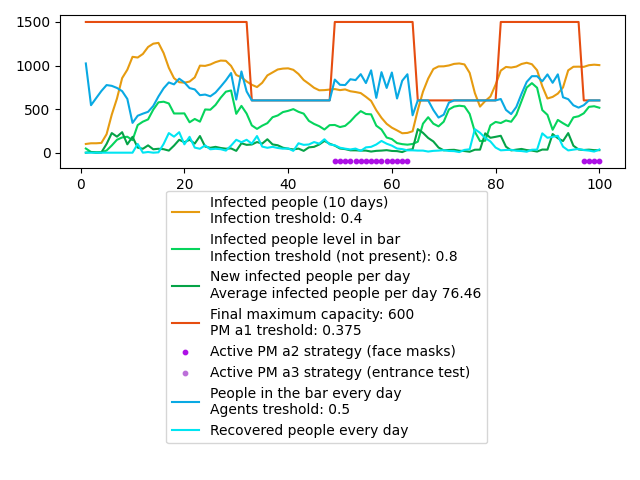 1500
1000
500
0
0
20
40
60
80
100
Infected people (10 days)
Infection treshold: 0.4
Infected people level in bar
Infection treshold (not present): 0.8
New infected people per day
Average infected people per day 76.46
Final maximum capacity: 600
PM a1 treshold: 0.375
Active PM a2 strategy (face masks)
Active PM a3 strategy (entrance test)
People in the bar every day
Agents treshold: 0.5
Recovered people every day